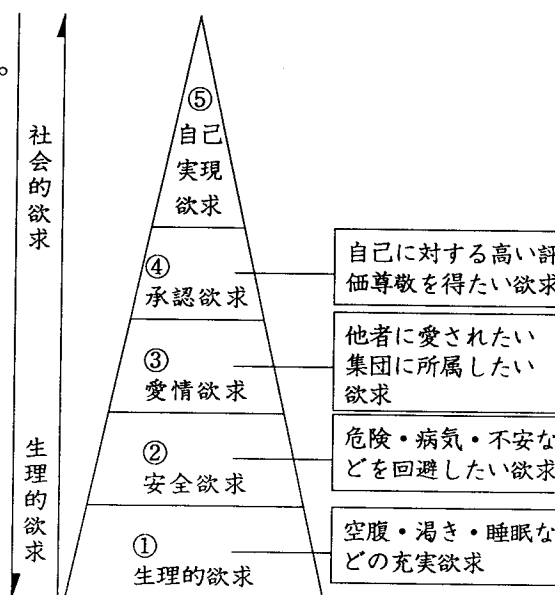 。
社会的欲求
生理的欲求
⑤
自己
実現
欲求
④
承認欲求
自己に対する高い評
価尊敬を得たい欲求
③
愛情欲求
他者に愛されたい
集団に所属したい
欲求
②
安全欲求
危険・病気・不安な
どを回避したい欲求
①
生理的欲求
空腹・渇き・睡眠な
どの充実欲求